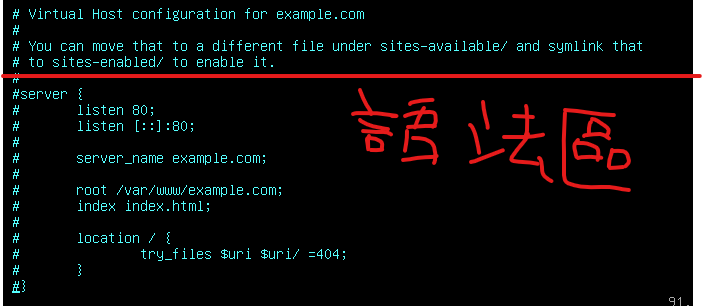 # Virtual Host configuration for example.com
#
# You can move that to a different file under sites-available/ and symlink that
# to sites-enabled/ to enable it.
#
#server {
#       listen 80;
#       listen [::]:80;
#
#       server_name example.com;
#
#       root /var/www/example.com;
#       index index.html;
#
#       location / {
#               try_files $uri $uri/ =404;
#       }
#}
語法區
91,